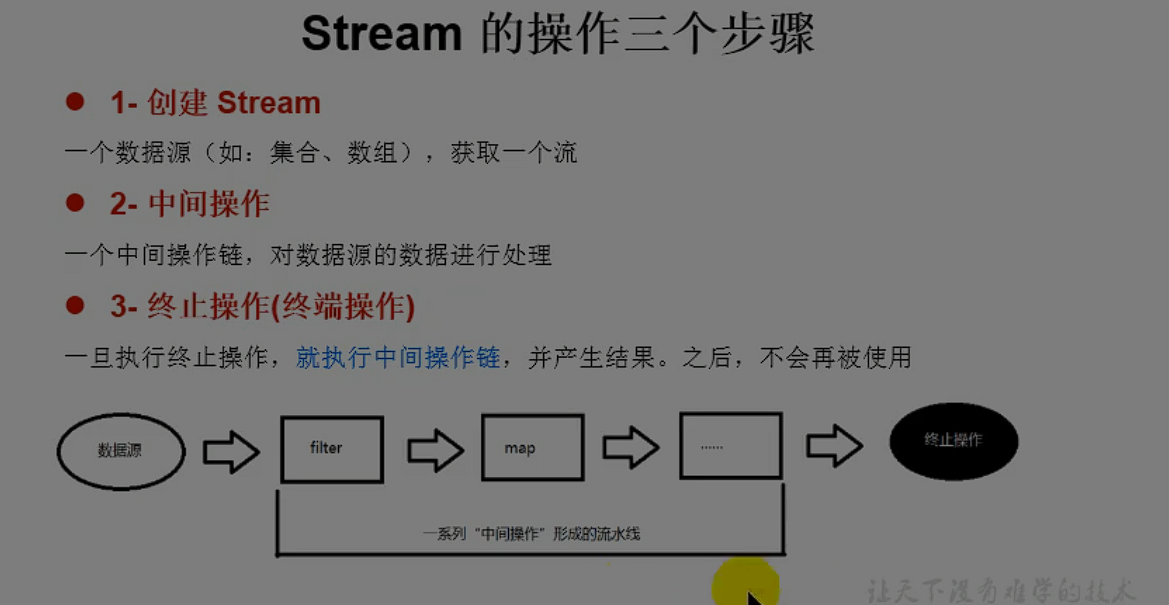 Stream 的操作三个步骤
1- 创建 Stream
一个数据源（如：集合、数组），获取一个流
2- 中间操作
一个中间操作链，对数据源的数据进行处理
3- 终止操作(终端操作)
一旦执行终止操作，就执行中间操作链，并产生结果。之后，不会再被使用
数据源
filter
map
......
终止操作
一系列“中间操作”形成的流水线
让天下没有难学的技术